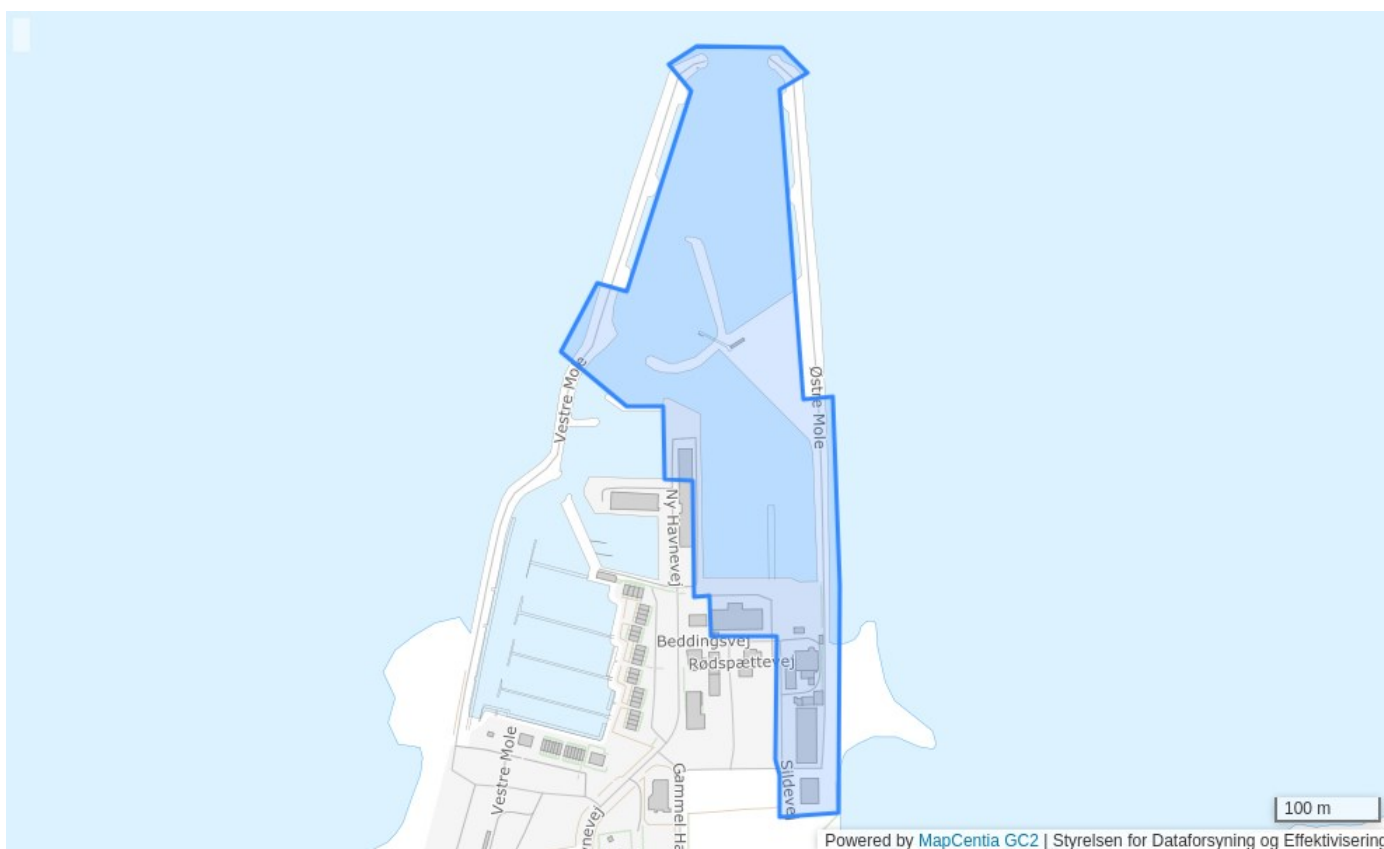 Vestre Mole
Østre Mole
Ny Havnevej
Beddingsvej
Rødspættevej
Vestre Mole
Sildevej
Gammel Ha
nevej
100 m
Powered by MapCentia GC2 | Styrelsen for Dataforsyning og Effektivisering